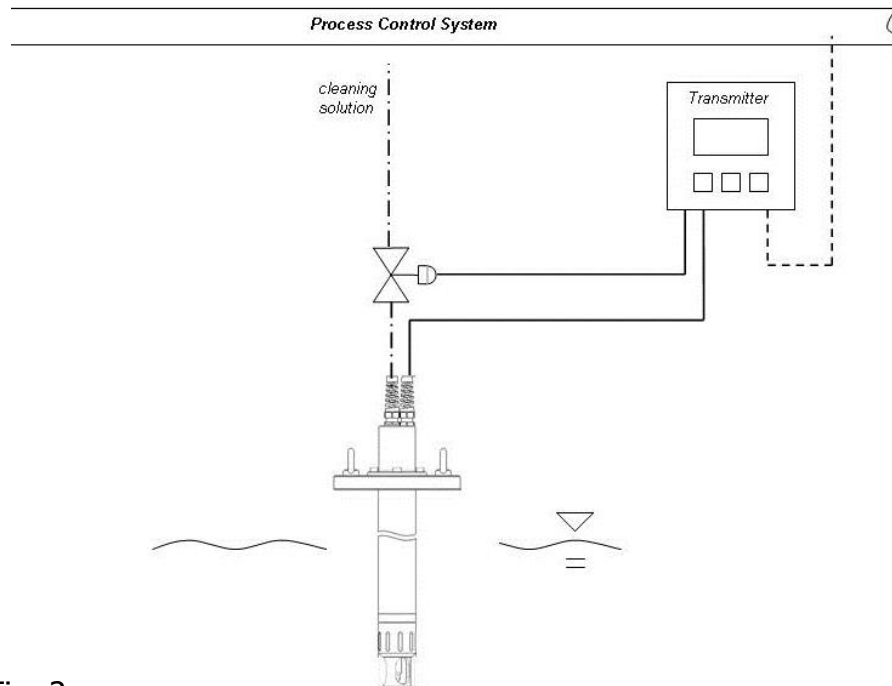 Process Control System
cleaning
solution
Transmitter